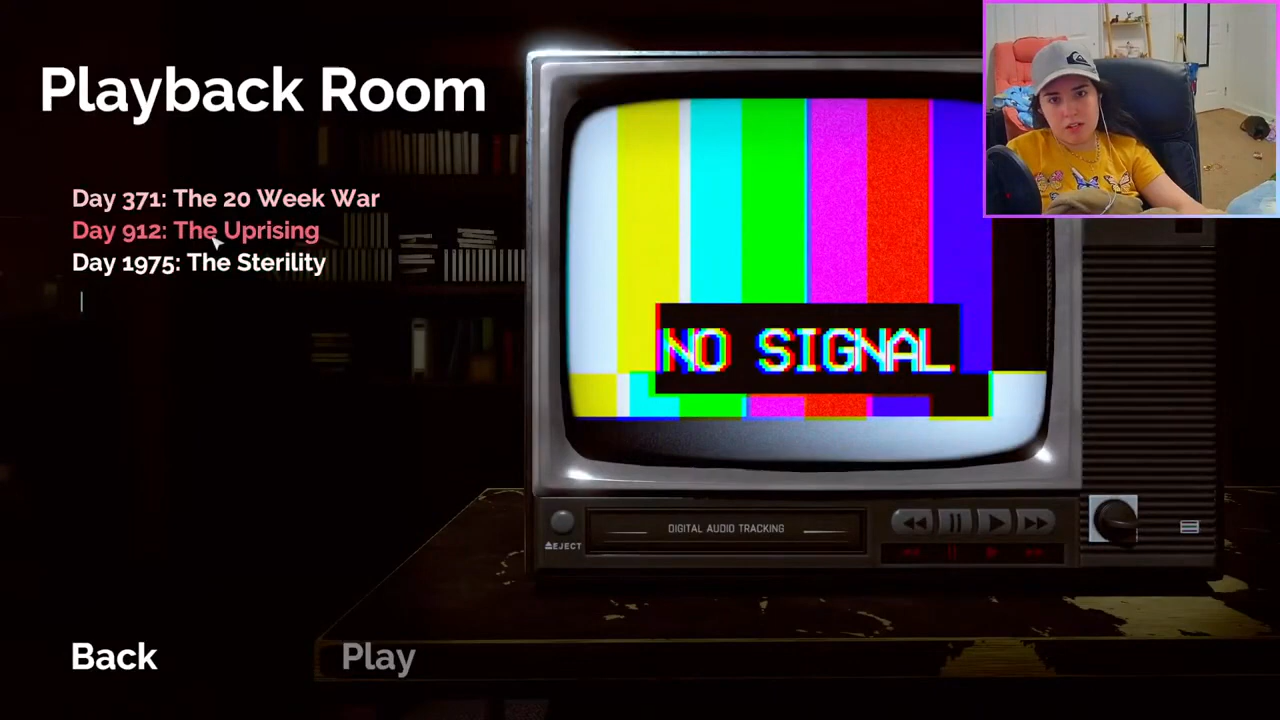 Playback Room
Day 371: The 20 Week War
Day 912: The Uprising
Day 1975: The Sterility
NO SIGNAL
DIGITAL AUDIO TRACKING
EJECT
Back
Play